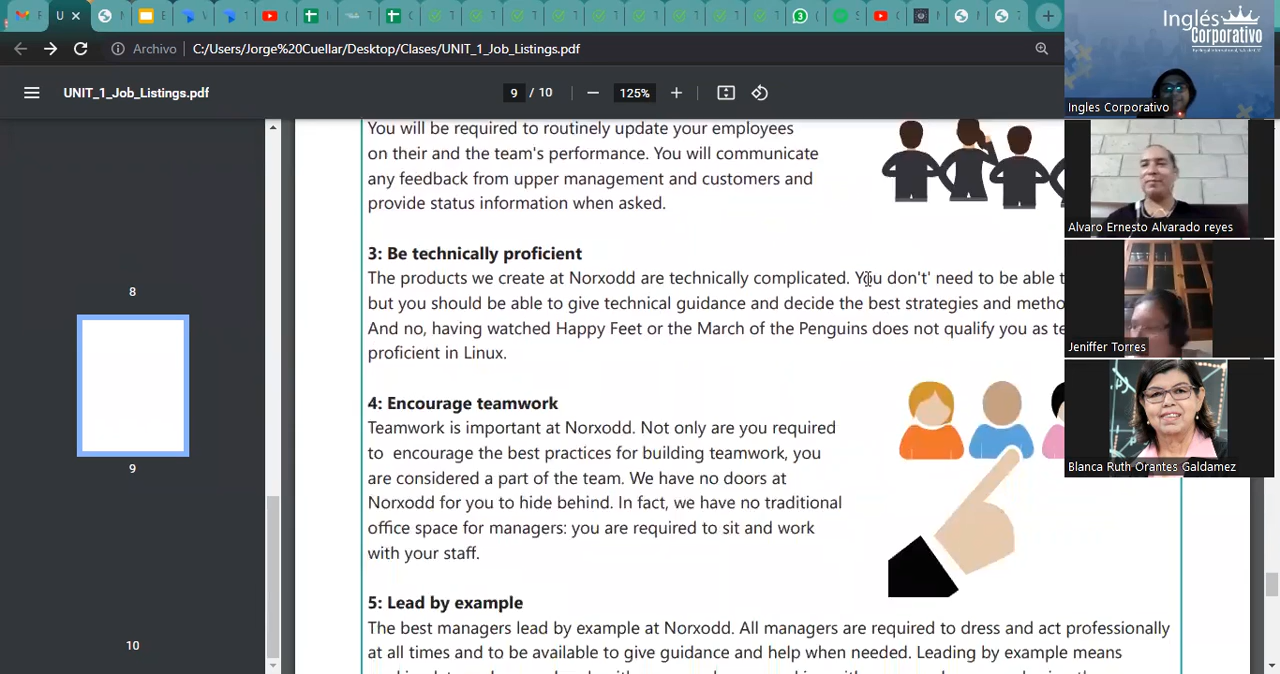 U
3
Archivo C:/Users/Jorge%20Cuellar/Desktop/Clases/UNIT_1_Job_Listings.pdf
UNIT_1_Job_Listings.pdf
9 / 10
125%
Inglés
Corporativo
Ingles Corporativo
Alvaro Ernesto Alvarado reyes
Jeniffer Torres
Blanca Ruth Orantes Galdamez
8
9
10
You will be required to routinely update your employees
on their and the team's performance. You will communicate
any feedback from upper management and customers and
provide status information when asked.
3: Be technically proficient
The products we create at Norxodd are technically complicated. You don't' need to be able
but you should be able to give technical guidance and decide the best strategies and
And no, having watched Happy Feet or the March of the Penguins does not qualify you as
proficient in Linux.
4: Encourage teamwork
Teamwork is important at Norxodd. Not only are you required
to encourage the best practices for building teamwork, you
are considered a part of the team. We have no doors at
Norxodd for you to hide behind. In fact, we have no traditional
office space for managers: you are required to sit and work
with your staff.
5: Lead by example
The best managers lead by example at Norxodd. All managers are required to dress and act professionally
at all times and to be available to give guidance and help when needed. Leading by example means